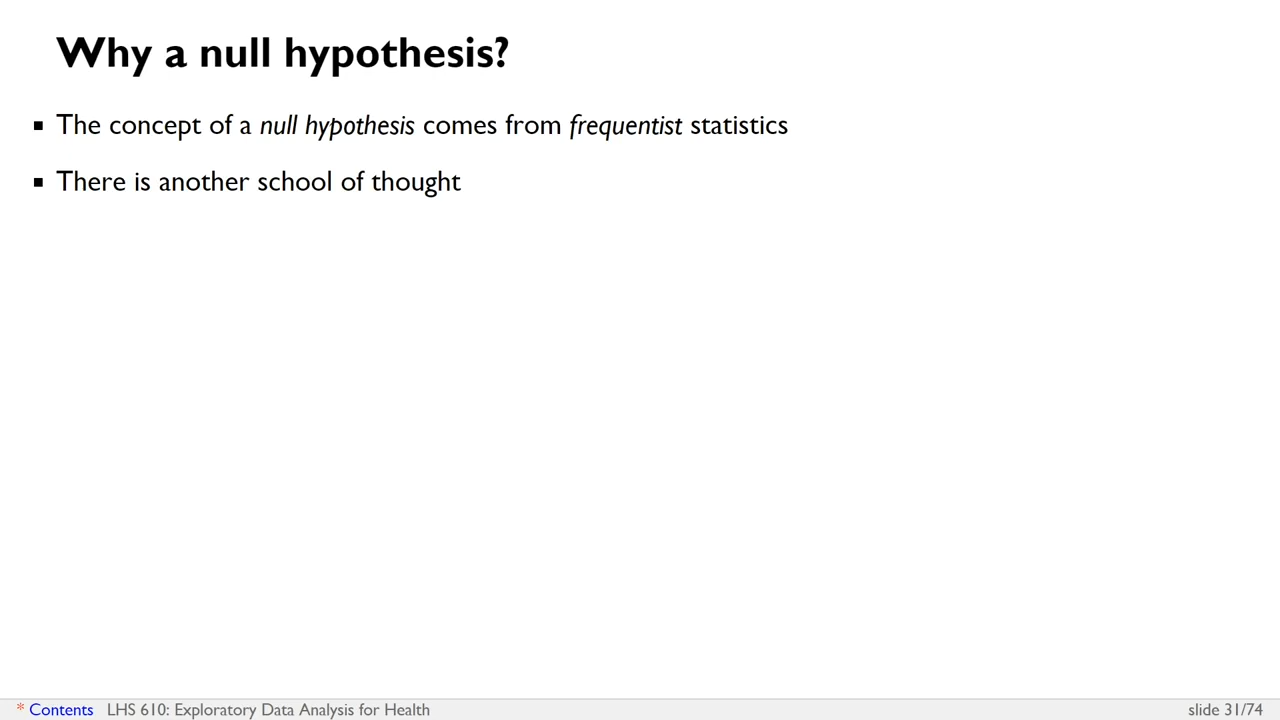 Why a null hypothesis?
▪ The concept of a null hypothesis comes from frequentist statistics
▪ There is another school of thought
* Contents LHS 610: Exploratory Data Analysis for Health slide 31/74